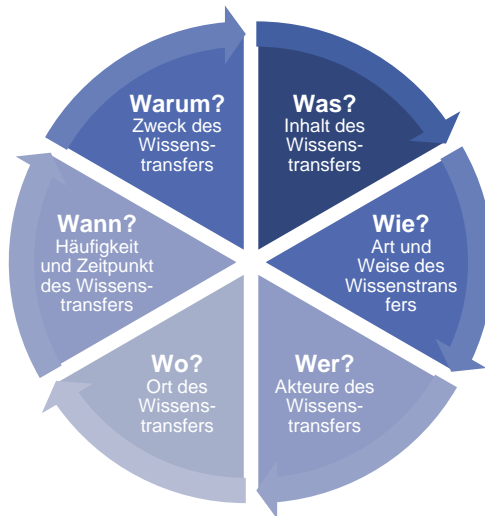 Warum?
Zweck des
Wissens-
transfers
Was?
Inhalt des
Wissens-
transfers
Wie?
Art und
Weise des
Wissenstrans
fers
Wer?
Akteure des
Wissens-
transfers
Wo?
Ort des
Wissens-
transfers
Wann?
Häufigkeit
und Zeitpunkt
des Wissens-
transfers